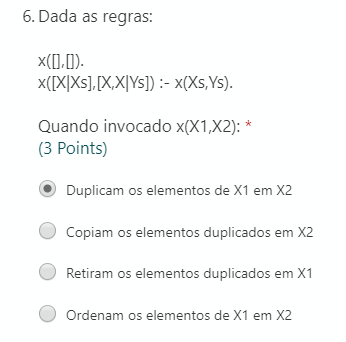 6. Dada as regras:
x([],[]).
x([X|Xs],[X,X|Ys]) :- x(Xs,Ys).
Quando invocado x(X1,X2): *
(3 Points)
Duplicam os elementos de X1 em X2
Copiam os elementos duplicados em X2
Retiram os elementos duplicados em X1
Ordenam os elementos de X1 em X2